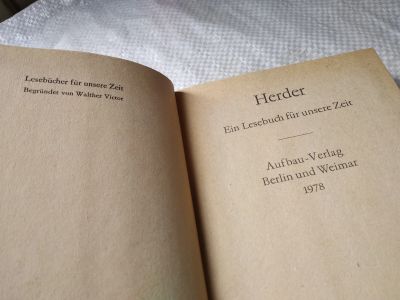 Lesebücher für unsere Zeit
Begründet von Walther Victor
Herder
Ein Lesebuch für unsere Zeit
Aufbau-Verlag
Berlin und Weimar
1978